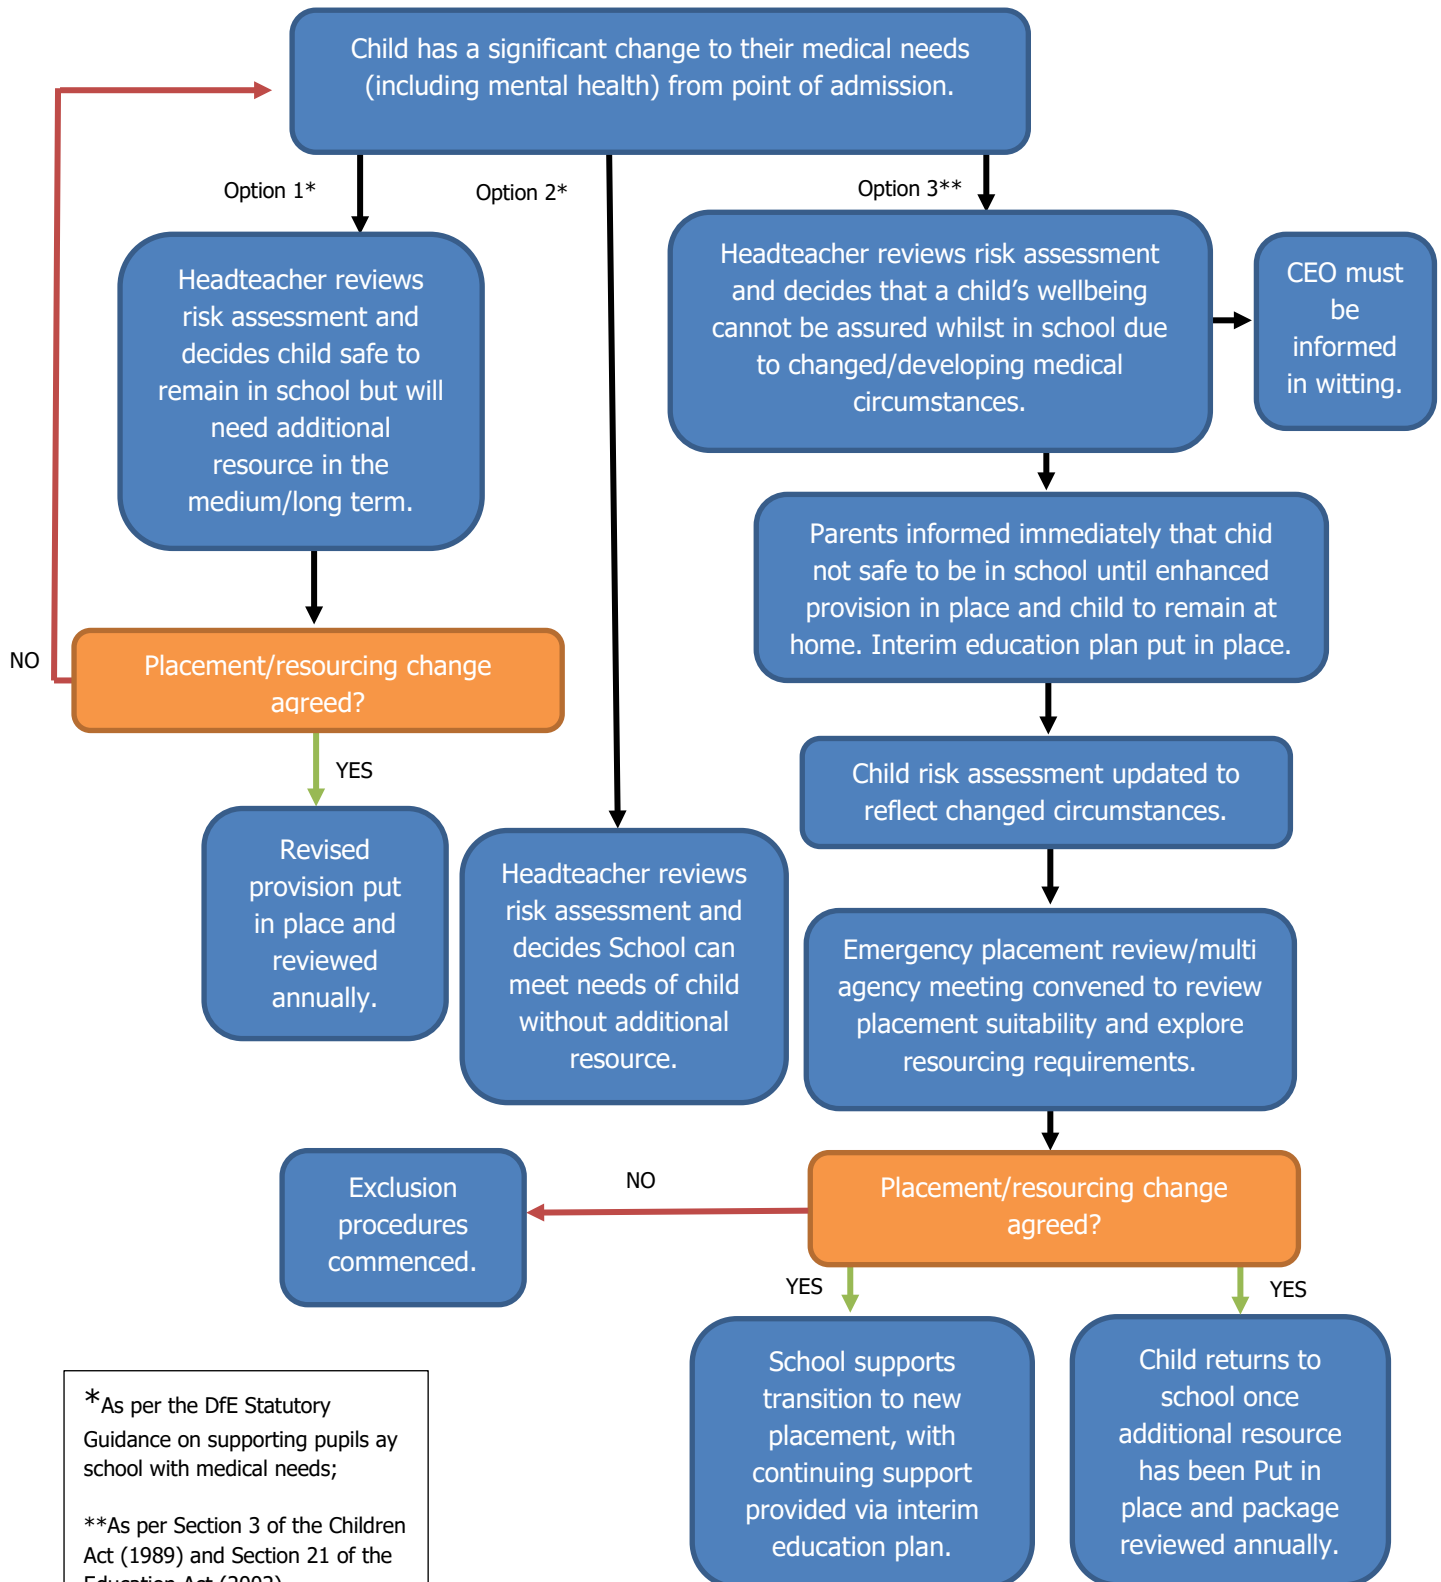 Child has a significant change to their medical needs
(including mental health) from point of admission.
Option 1*
Option 2*
Option 3**
Headteacher reviews
risk assessment and
decides child safe to
remain in school but will
need additional
resource in the
medium/long term.
Headteacher reviews risk assessment
and decides that a child’s wellbeing
cannot be assured whilst in school due
to changed/developing medical
circumstances.
CEO must
be
informed
in witting.
Parents informed immediately that chid
not safe to be in school until enhanced
provision in place and child to remain at
home. Interim education plan put in place.
NO
Placement/resourcing change
agreed?
YES
Child risk assessment updated to
reflect changed circumstances.
Revised
provision put
in place and
reviewed
annually.
Headteacher reviews
risk assessment and
decides School can
meet needs of child
without additional
resource.
Emergency placement review/multi
agency meeting convened to review
placement suitability and explore
resourcing requirements.
Exclusion
procedures
commenced.
NO
Placement/resourcing change
agreed?
YES
YES
School supports
transition to new
placement, with
continuing support
provided via interim
education plan.
Child returns to
school once
additional resource
has been Put in
place and package
reviewed annually.
*As per the DfE Statutory
Guidance on supporting pupils ay
school with medical needs;
**As per Section 3 of the Children
Act (1989) and Section 21 of the
Education Act (2002)